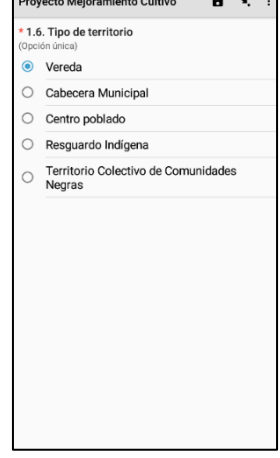 Proyecto Mejoramiento Cultivo
* 1.6. Tipo de territorio
(Opción única)
Vereda
Cabecera Municipal
Centro poblado
Resguardo Indígena
Territorio Colectivo de Comunidades
Negras